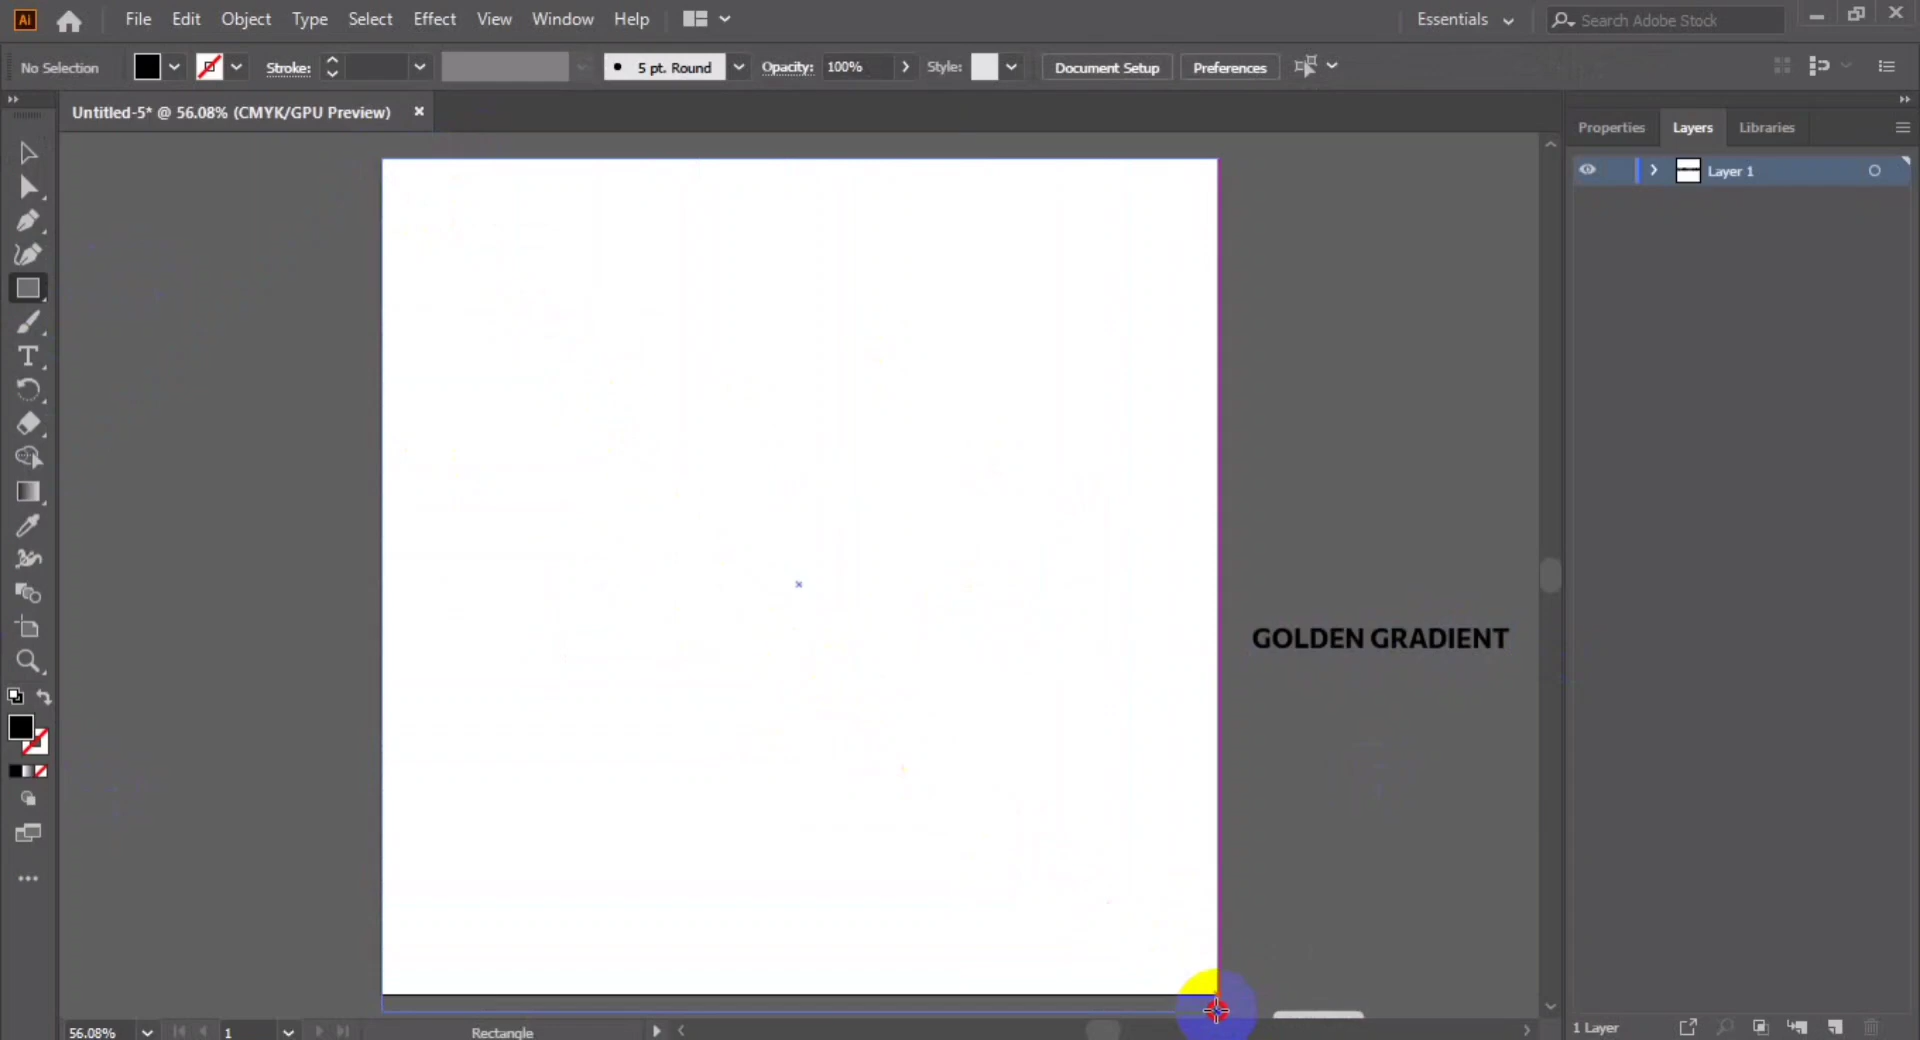 Ai File Edit Object Type Select Effect View Window Help Essentials Search Adobe Stock
No Selection Stroke: 5 pt. Round Opacity: 100% Style: Document Setup Preferences
Untitled-5* @ 56.08% (CMYK/GPU Preview)
Properties Layers Libraries
Layer 1
GOLDEN GRADIENT
56.08% 1 Rectangle 1 Layer